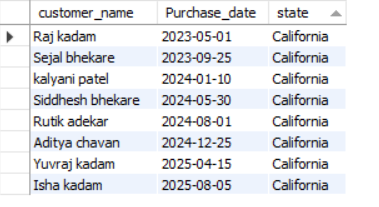 customer_name Purchase_date state
Raj kadam 2023-05-01 California
Sejal bhekare 2023-09-25 California
kalyani patel 2024-01-10 California
Siddhesh bhekare 2024-05-30 California
Rutik adekar 2024-08-01 California
Aditya chavan 2024-12-25 California
Yuvraj kadam 2025-04-15 California
Isha kadam 2025-08-05 California